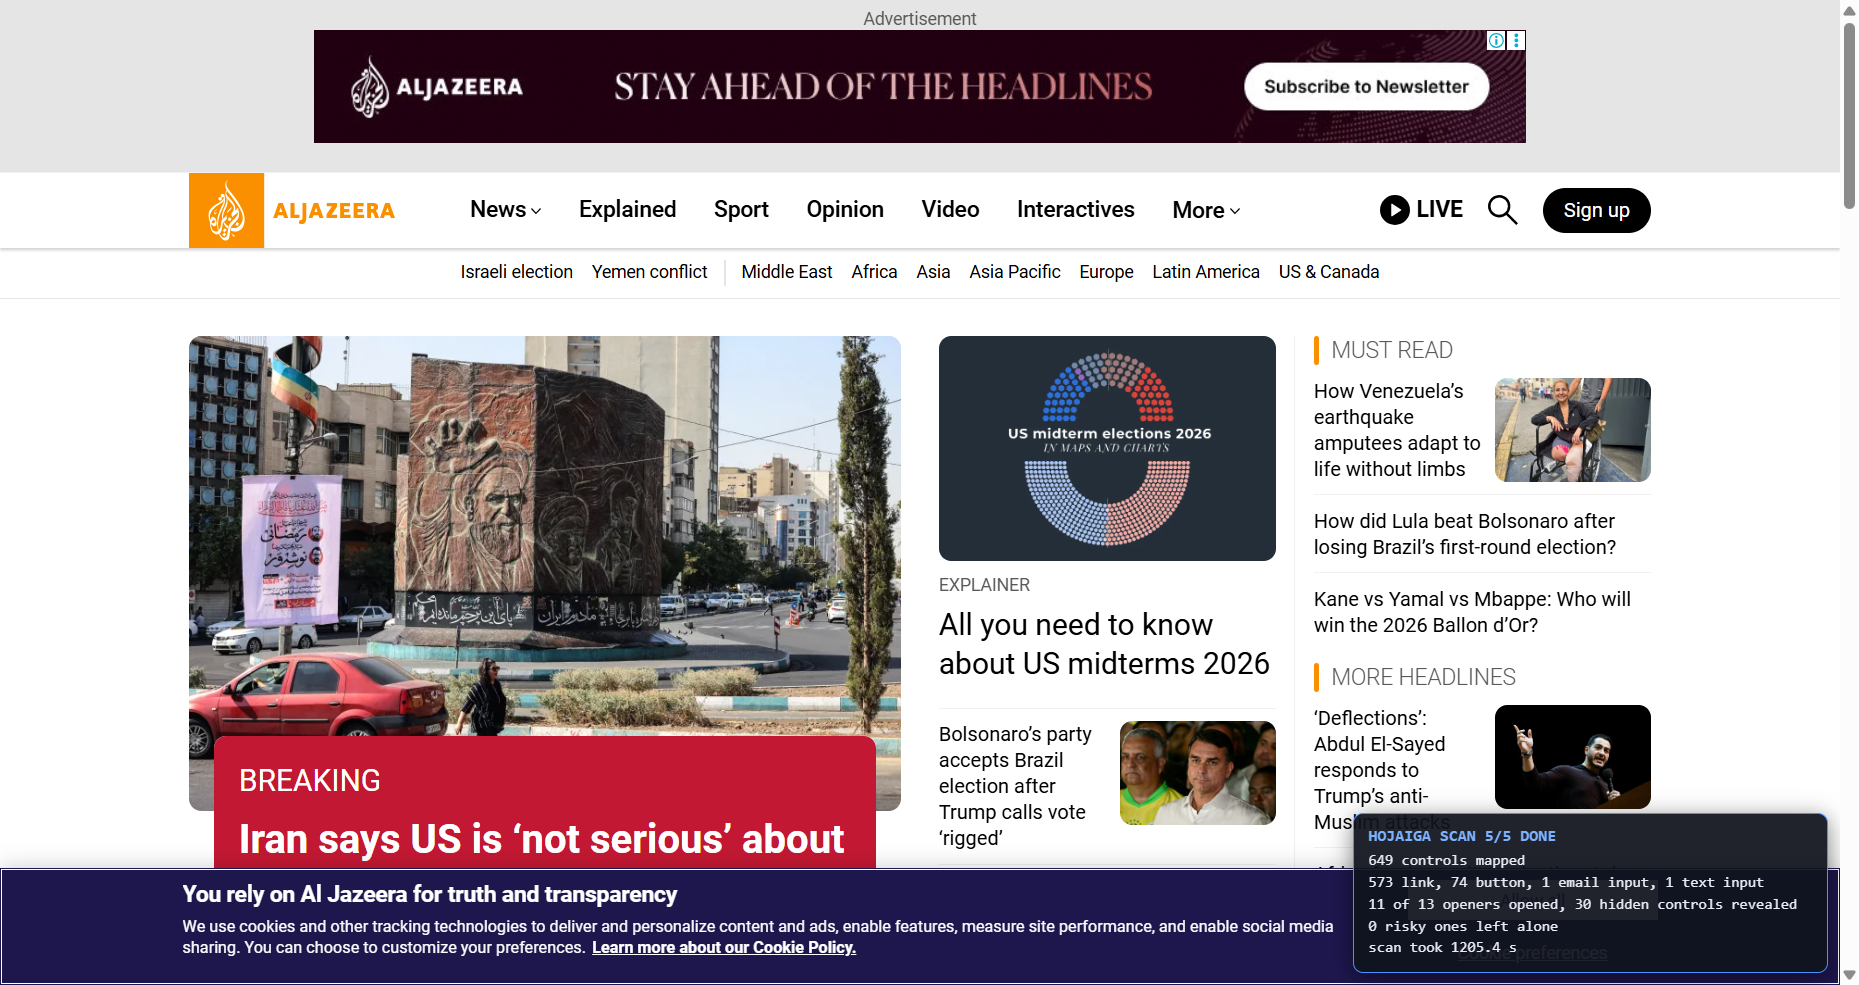 Advertisement
ALJAZEERA
STAY AHEAD OF THE HEADLINES
Subscribe to Newsletter
ALJAZEERA
News
Explained
Sport
Opinion
Video
Interactives
More
LIVE
Sign up
Israeli election
Yemen conflict
Middle East
Africa
Asia
Asia Pacific
Europe
Latin America
US & Canada
BREAKING
Iran says US is ‘not serious’ about
US midterm elections 2026
IN MAPS AND CHARTS
EXPLAINER
All you need to know
about US midterms 2026
Bolsonaro’s party
accepts Brazil
election after
Trump calls vote
‘rigged’
MUST READ
How Venezuela’s
earthquake
amputees adapt to
life without limbs
How did Lula beat Bolsonaro after
losing Brazil’s first-round election?
Kane vs Yamal vs Mbappe: Who will
win the 2026 Ballon d’Or?
MORE HEADLINES
‘Deflections’:
Abdul El-Sayed
responds to
Trump’s anti-
Muslim attacks
You rely on Al Jazeera for truth and transparency
We use cookies and other tracking technologies to deliver and personalize content and ads, enable features, measure site performance, and enable social media
sharing. You can choose to customize your preferences. Learn more about our Cookie Policy.
HOJAIGA SCAN 5/5 DONE
649 controls mapped
573 link, 74 button, 1 email input, 1 text input
11 of 13 openers opened, 30 hidden controls revealed
0 risky ones left alone
scan took 1205.4 s
Cookie preferences